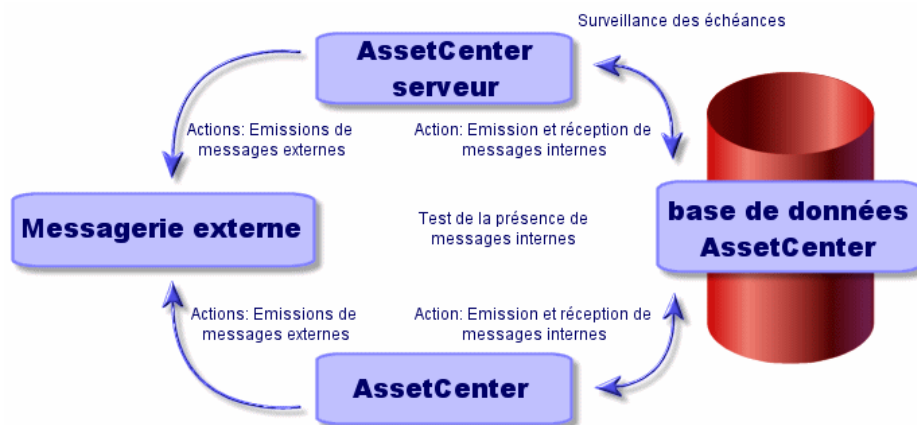 Surveillance des échéances
AssetCenter
serveur
Actions: Emissions de
messages externes
Action: Emission et réception de
messages internes
Messagerie externe
Test de la présence de
messages internes
base de données
AssetCenter
Actions: Emissions de
messages externes
Action: Emission et réception de
messages internes
AssetCenter